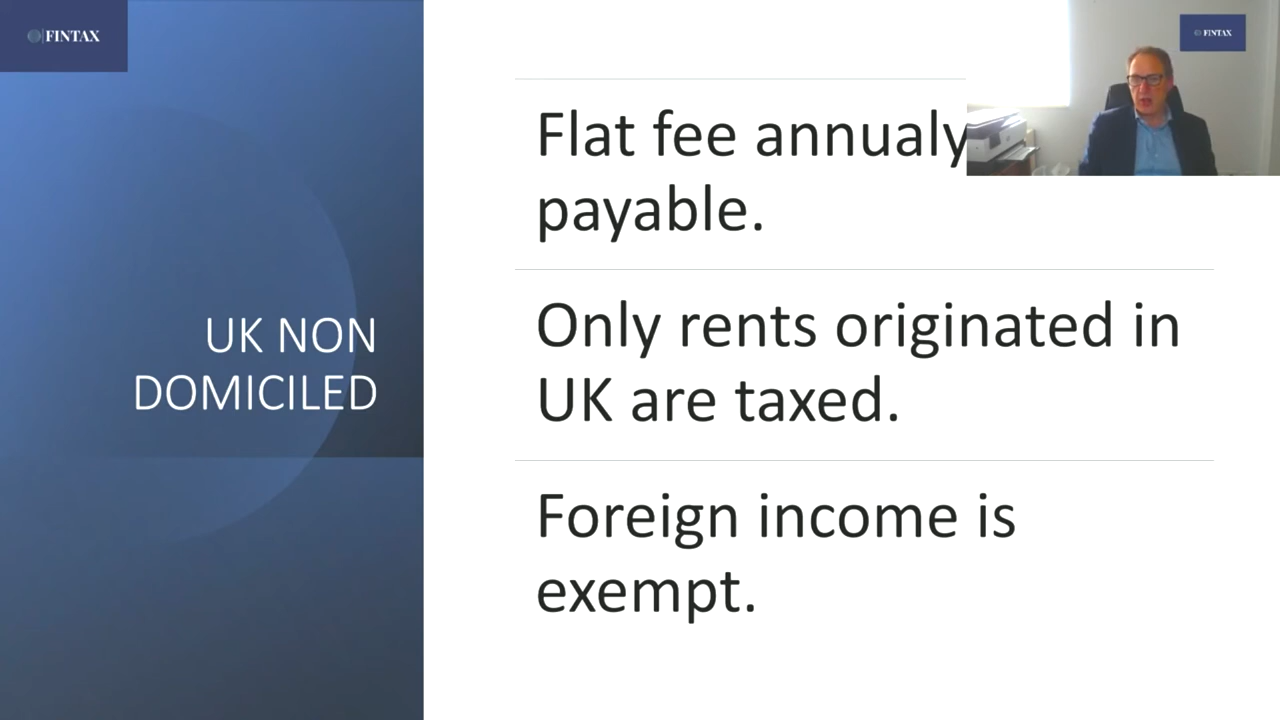 FINTAX
FINTAX
UK NON
DOMICILED
Flat fee annualy
payable.
Only rents originated in
UK are taxed.
Foreign income is
exempt.